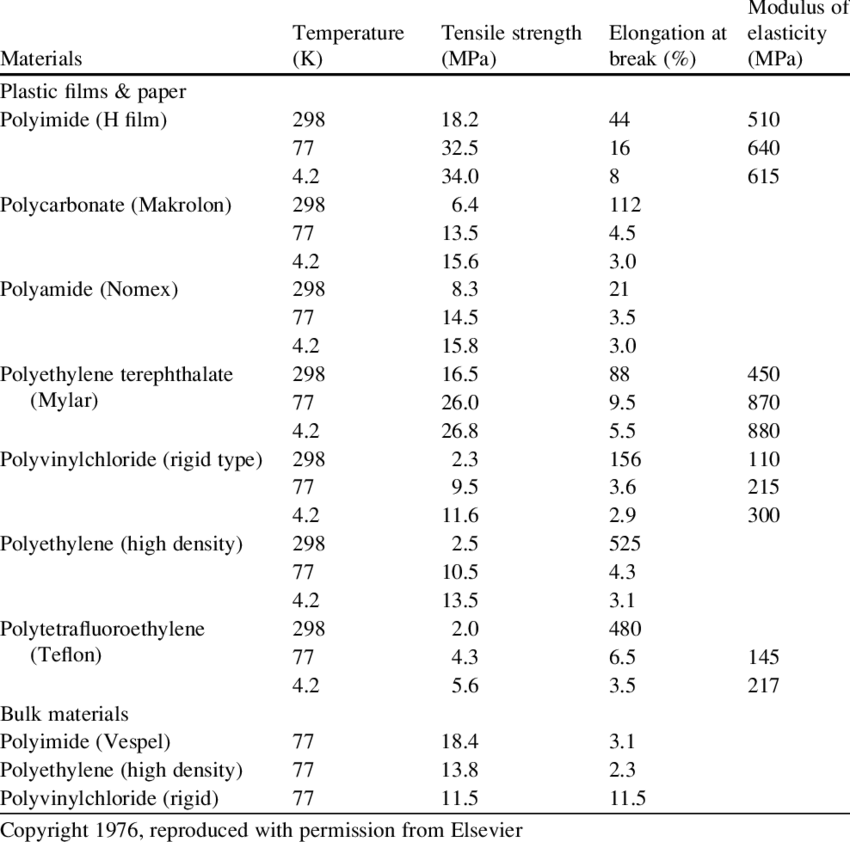 Materials Temperature (K) Tensile strength (MPa) Elongation at break (%) Modulus of elasticity (MPa)
Plastic films & paper
Polyimide (H film) 298 18.2 44 510
77 32.5 16 640
4.2 34.0 8 615
Polycarbonate (Makrolon) 298 6.4 112
77 13.5 4.5
4.2 15.6 3.0
Polyamide (Nomex) 298 8.3 21
77 14.5 3.5
4.2 15.8 3.0
Polyethylene terephthalate 298 16.5 88 450
(Mylar) 77 26.0 9.5 870
4.2 26.8 5.5 880
Polyvinylchloride (rigid type) 298 2.3 156 110
77 9.5 3.6 215
4.2 11.6 2.9 300
Polyethylene (high density) 298 2.5 525
77 10.5 4.3
4.2 13.5 3.1
Polytetrafluoroethylene 298 2.0 480
(Teflon) 77 4.3 6.5 145
4.2 5.6 3.5 217
Bulk materials
Polyimide (Vespel) 77 18.4 3.1
Polyethylene (high density) 77 13.8 2.3
Polyvinylchloride (rigid) 77 11.5 11.5
Copyright 1976, reproduced with permission from Elsevier